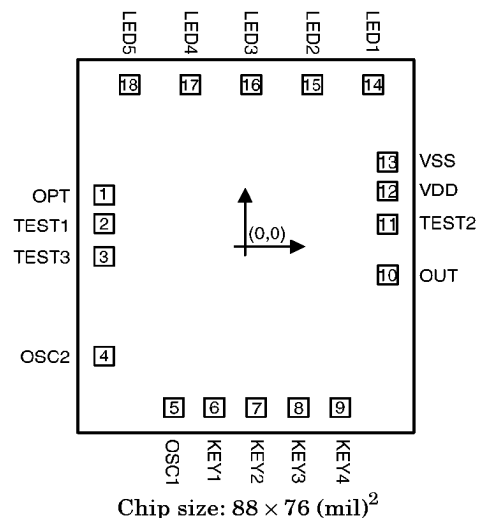 LED5
LED4
LED3
LED2
LED1
18
17
16
15
14
13 VSS
OPT 1
12 VDD
TEST1 2
11 TEST2
(0,0)
TEST3 3
10 OUT
OSC2 4
5
6
7
8
9
OSC1
KEY1
KEY2
KEY3
KEY4
Chip size: 88 × 76 (mil)²